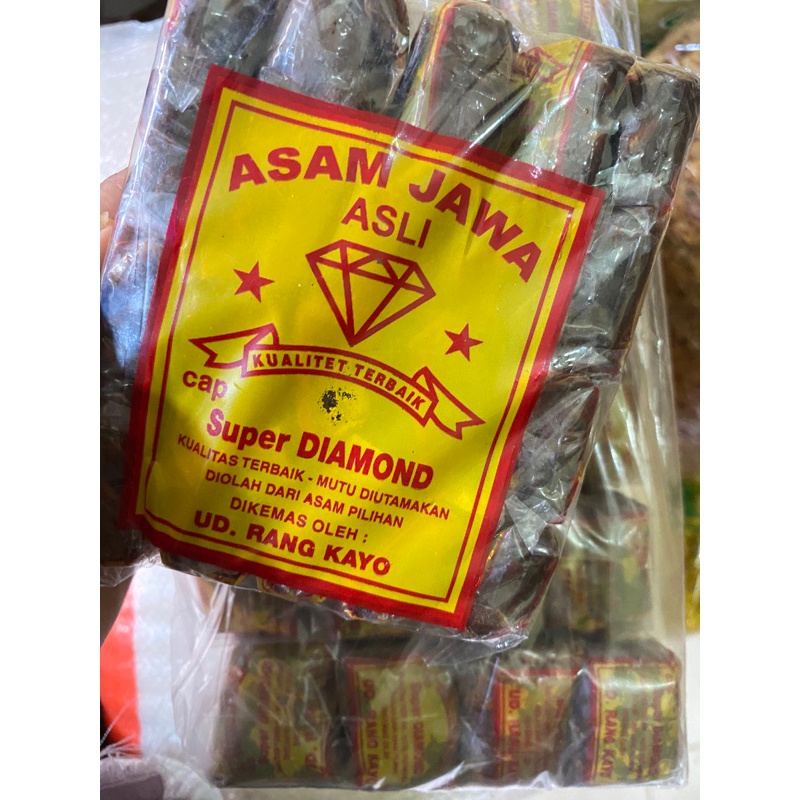 ASAM JAWA
ASLI
KUALITET TERBAIK
cap
Super DIAMOND
KUALITAS TERBAIK - MUTU DIUTAMAKAN
DIOLAH DARI ASAM PILIHAN
DIKEMAS OLEH :
UD. RANG KAYO